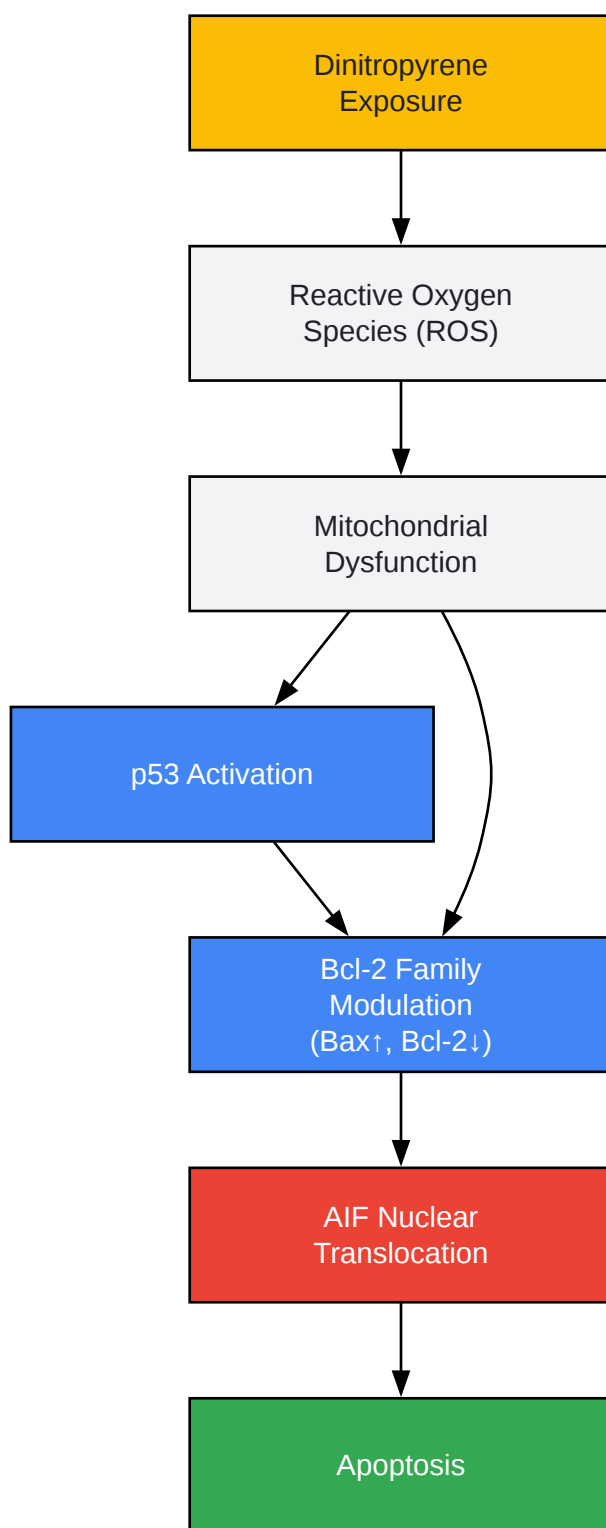 Dinitropyrene
Exposure
Reactive Oxygen
Species (ROS)
Mitochondrial
Dysfunction
p53 Activation
Bcl-2 Family
Modulation
(Bax↑, Bcl-2↓)
AIF Nuclear
Translocation
Apoptosis